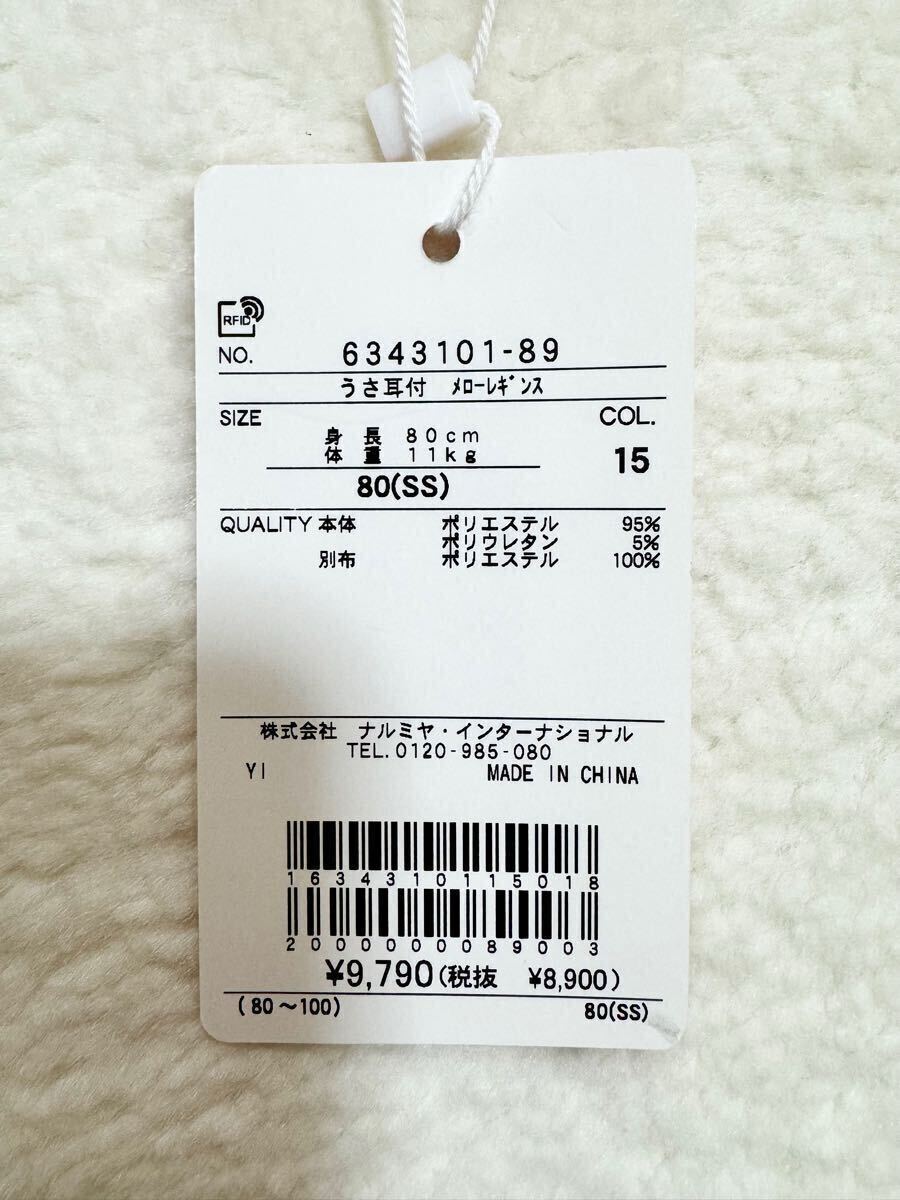 RFID
NO. 6343101-89
うさ耳付 ﾒﾛｰﾚｷﾞﾝｽ
SIZE COL.
身長 80cm
体重 11kg
15
80(SS)
QUALITY 本体 ポリエステル 95%
ポリウレタン 5%
別布 ポリエステル 100%
株式会社 ナルミヤ・インターナショナル
TEL.0120-985-080
YI MADE IN CHINA
1634310115018
2000000089003
¥9,790(税抜 ¥8,900)
(80～100) 80(SS)